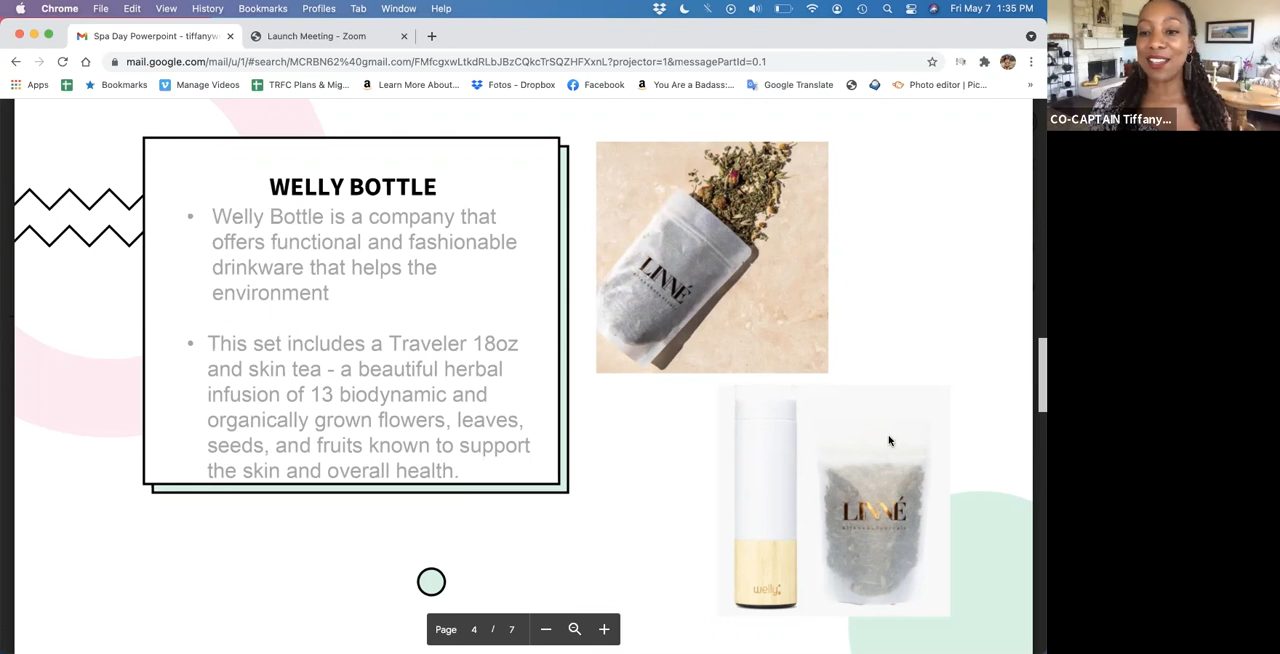 Chrome File Edit View History Bookmarks Profiles Tab Window Help Fri May 7 1:35 PM
Spa Day Powerpoint - tiffanyw Launch Meeting - Zoom
mail.google.com/mail/u/1/#search/MCRBN62%40gmail.com/FMfcgxwLtkdRLbJBzCQkcTrSQZHFXxnL?projector=1&messagePartId=0.1
Apps Bookmarks Manage Videos TRFC Plans & Mig... Learn More About... Fotos - Dropbox Facebook You Are a Badass:... Google Translate Photo editor | Pic... »
CO-CAPTAIN Tiffany...
WELLY BOTTLE
• Welly Bottle is a company that
offers functional and fashionable
drinkware that helps the
environment
• This set includes a Traveler 18oz
and skin tea - a beautiful herbal
infusion of 13 biodynamic and
organically grown flowers, leaves,
seeds, and fruits known to support
the skin and overall health.
LINNÉ
LINNÉ
welly
Page 4 / 7